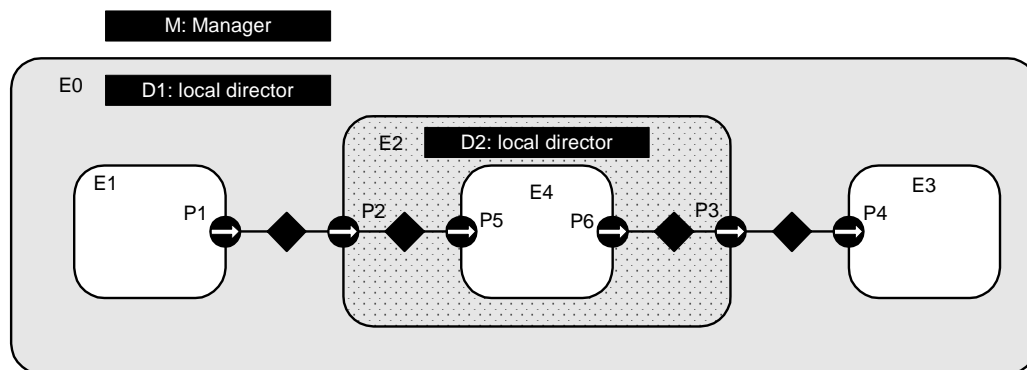 M: Manager
E0
D1: local director
E2
D2: local director
E1
E4
E3
P1
P2
P5
P6
P3
P4